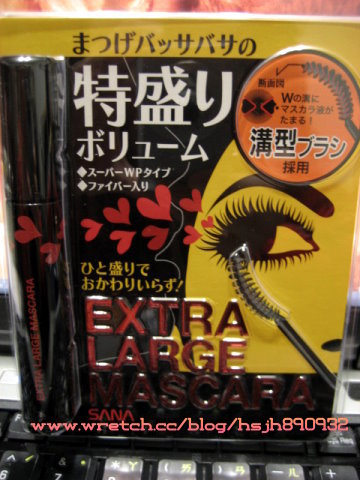 まつげバッサバサの
特盛り
ボリューム
◆スーパーWPタイプ
◆ファイバー入り
断面図
Wの溝に
マスカラ液が
たまる!
溝型ブラシ
採用
ひと盛りで
おかわりいらず!
EXTRA
LARGE
MASCARA
SANA
EXTRA LARGE MASCARA
www.wretch.cc/blog/hsjh890932